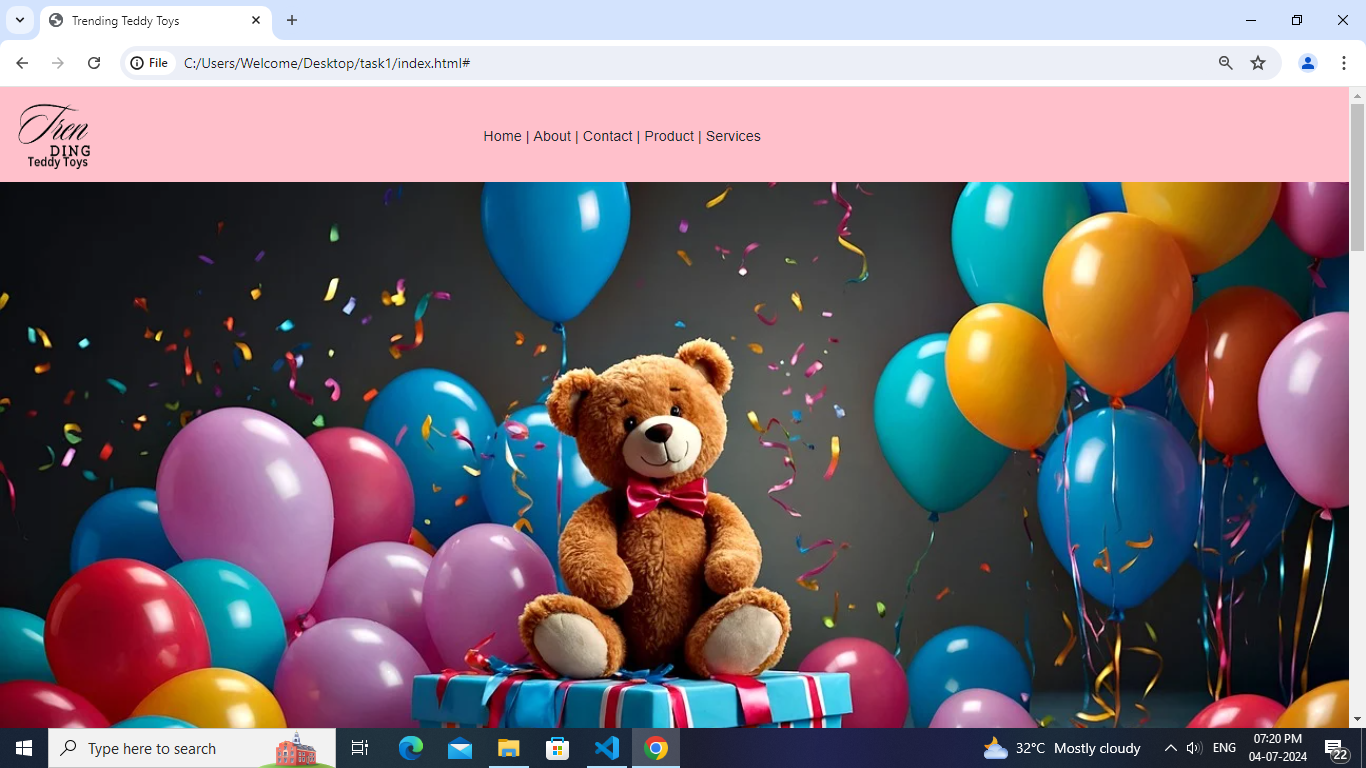 Trending Teddy Toys
File
C:/Users/Welcome/Desktop/task1/index.html#
Tren
DING
Teddy Toys
Home | About | Contact | Product | Services
Type here to search
32°C Mostly cloudy
ENG
07:20 PM
04-07-2024
22